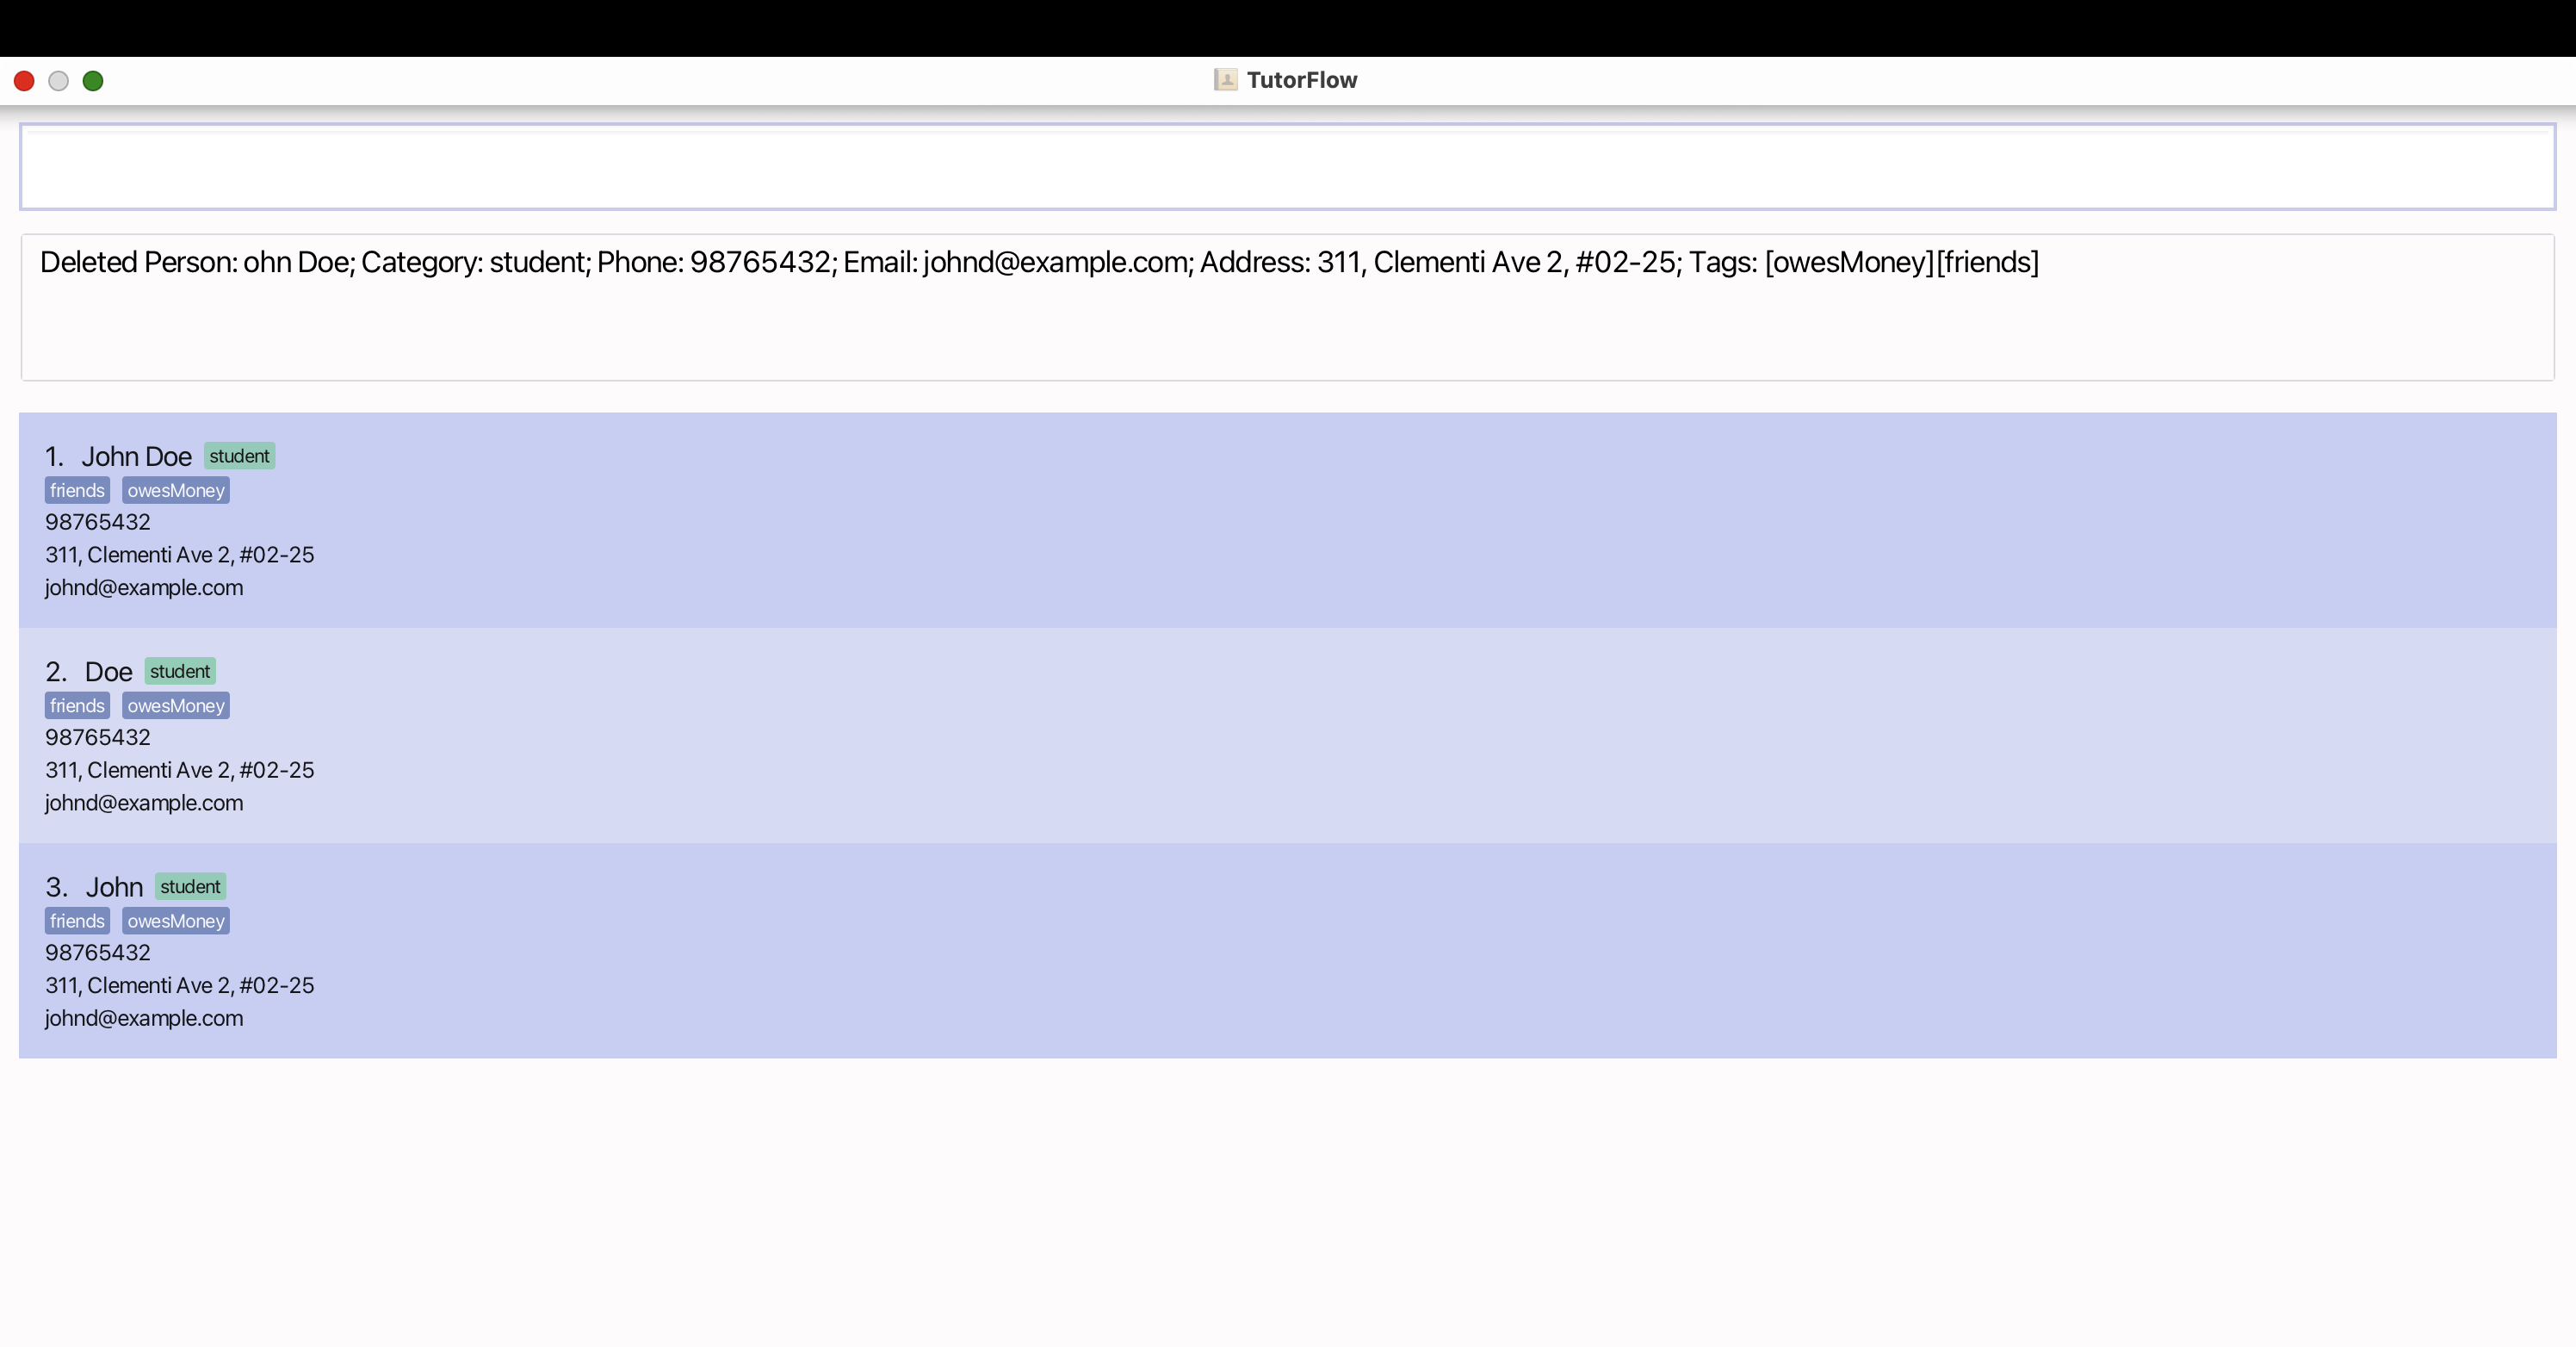 TutorFlow
Deleted Person: ohn Doe; Category: student; Phone: 98765432; Email: johnd@example.com; Address: 311, Clementi Ave 2, #02-25; Tags: [owesMoney][friends]
1. John Doe student
friends owesMoney
98765432
311, Clementi Ave 2, #02-25
johnd@example.com
2. Doe student
friends owesMoney
98765432
311, Clementi Ave 2, #02-25
johnd@example.com
3. John student
friends owesMoney
98765432
311, Clementi Ave 2, #02-25
johnd@example.com